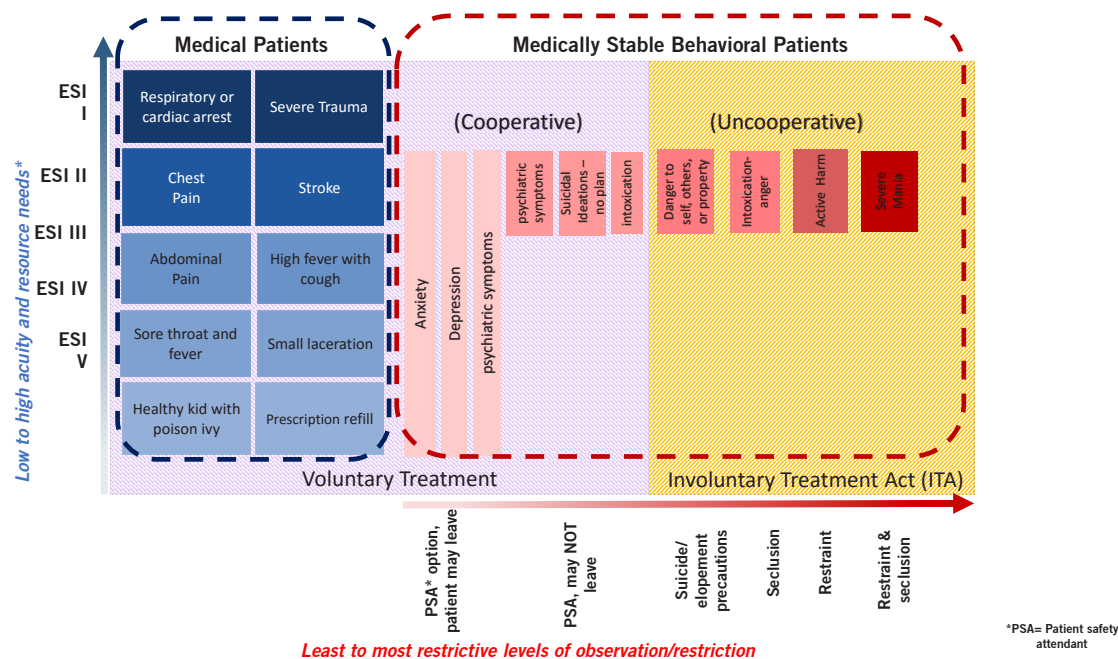 Medical Patients
Medically Stable Behavioral Patients
Low to high acuity and resource needs*
ESI
I
ESI II
ESI III
ESI IV
ESI
V
Respiratory or
cardiac arrest
Severe Trauma
Chest
Pain
Stroke
Abdominal
Pain
High fever with
cough
Sore throat and
fever
Small laceration
Healthy kid with
poison ivy
Prescription refill
(Cooperative)
(Uncooperative)
Anxiety
Depression
psychiatric symptoms
psychiatric
symptoms
Suicidal
Ideations –
no plan
intoxication
Danger to
self, others,
or property
Intoxication-
anger
Active Harm
Severe
Mania
Voluntary Treatment
Involuntary Treatment Act (ITA)
PSA* option,
patient may leave
PSA, may NOT
leave
Suicide/
elopement
precautions
Seclusion
Restraint
Restraint &
seclusion
Least to most restrictive levels of observation/restriction
*PSA= Patient safety
attendant